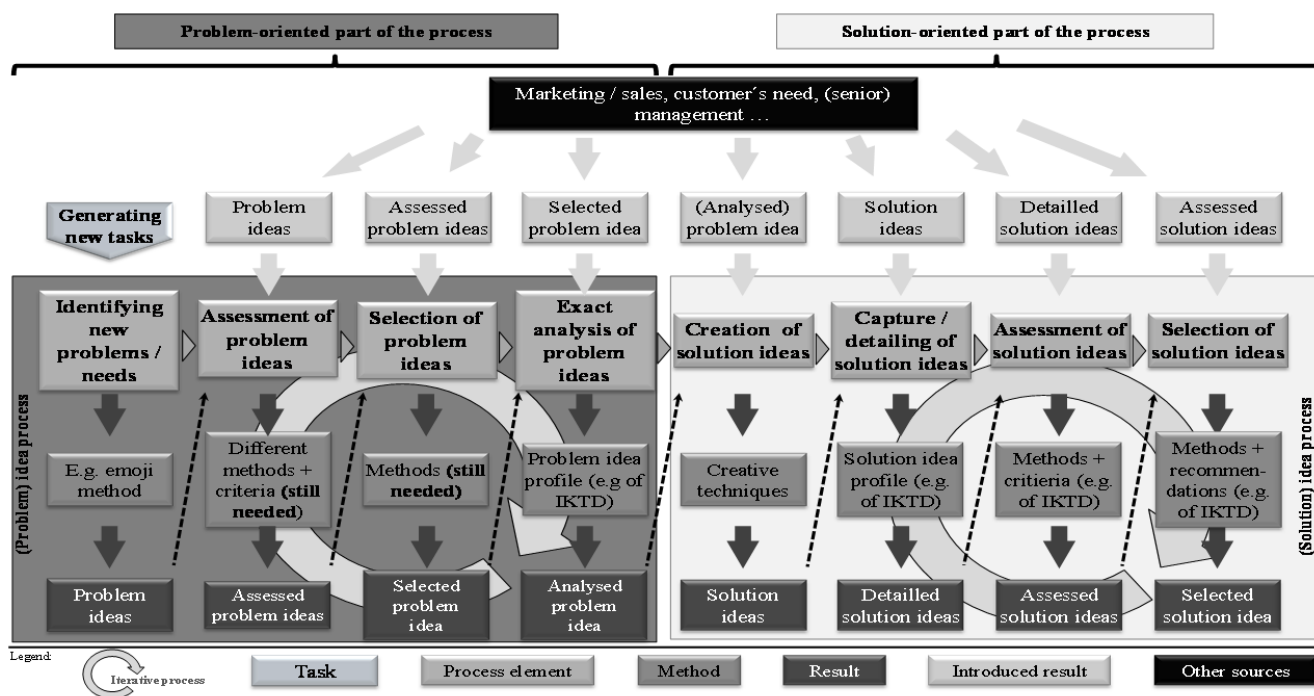 Problem-oriented part of the process
Solution-oriented part of the process
Marketing / sales, customer´s need, (senior)
management …
Generating
new tasks
Problem
ideas
Assessed
problem ideas
Selected
problem idea
(Analysed)
problem idea
Solution
ideas
Detailled
solution ideas
Assessed
solution ideas
(Problem) idea process
Identifying
new
problems /
needs
Assessment of
problem
ideas
Selection of
problem
ideas
Exact
analysis of
problem
ideas
Creation of
solution ideas
Capture /
detailing of
solution ideas
Assessment of
solution ideas
Selection of
solution ideas
E.g. emoji
method
Different
methods +
criteria (still
needed)
Methods (still
needed)
Problem idea
profile (e.g of
IKTD)
Creative
techniques
Solution idea
profile (e.g.
of IKTD)
Methods +
critieria (e.g.
of IKTD)
Methods +
recommen-
dations (e.g.
of IKTD)
Problem
ideas
Assessed
problem ideas
Selected
problem
idea
Analysed
problem idea
Solution
ideas
Detailled
solution ideas
Assessed
solution ideas
Selected
solution idea
(Solution) idea process
Legend:
Iterative process
Task
Process element
Method
Result
Introduced result
Other sources